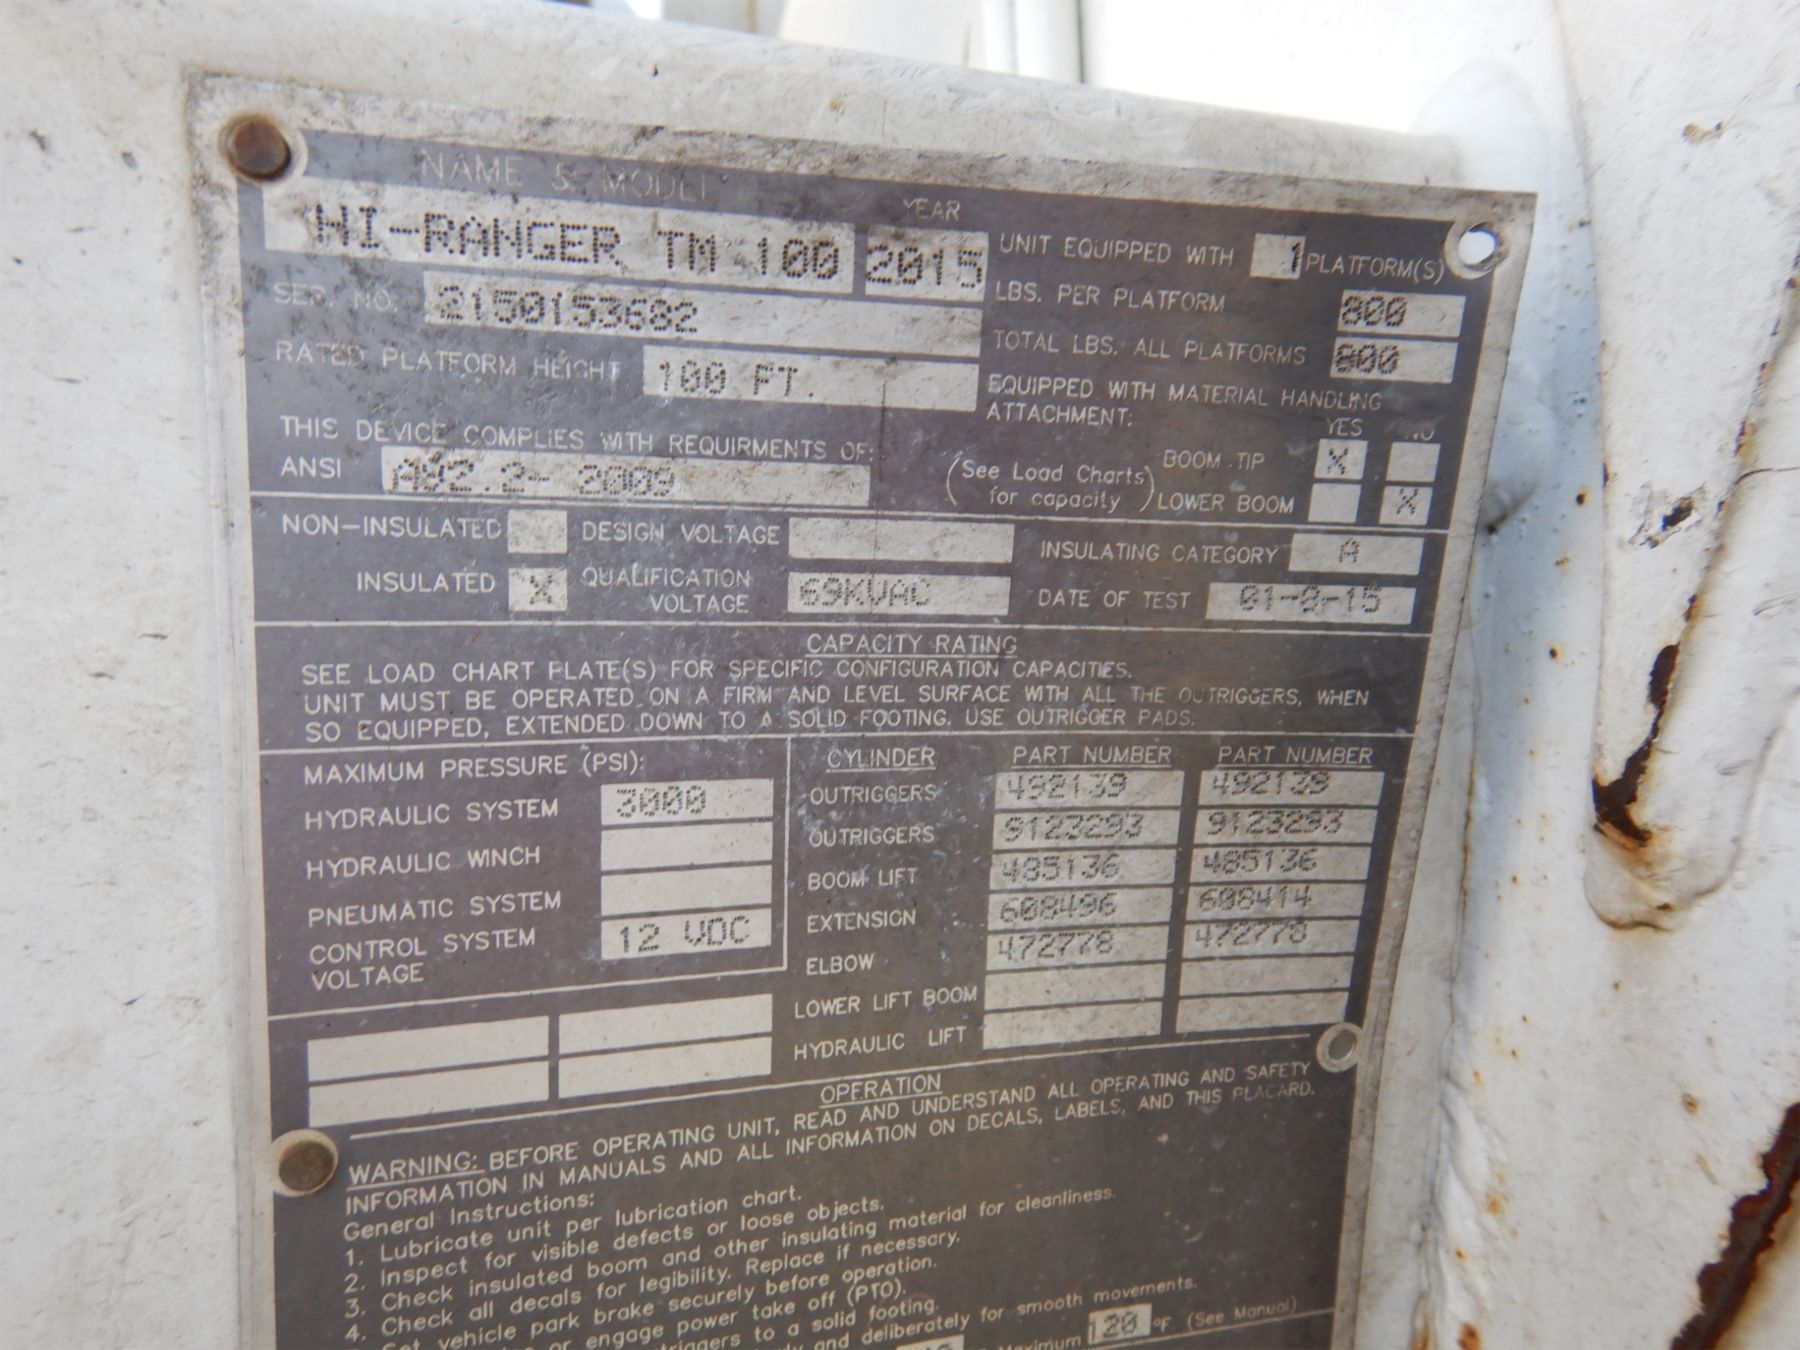 NAME & MODEL
YEAR
HI-RANGER TM 100
2015
UNIT EQUIPPED WITH 1 PLATFORM(S)
SER. NO. 2150153682
LBS. PER PLATFORM 800
RATED PLATFORM HEIGHT 100 FT.
TOTAL LBS. ALL PLATFORMS 800
EQUIPPED WITH MATERIAL HANDLING
ATTACHMENT:
YES NO
THIS DEVICE COMPLIES WITH REQUIRMENTS OF:
ANSI A92.2- 2009
(See Load Charts
for capacity)
BOOM TIP X
LOWER BOOM X
NON-INSULATED
DESIGN VOLTAGE
INSULATING CATEGORY A
INSULATED X
QUALIFICATION
VOLTAGE 69KVAC
DATE OF TEST 01-8-15
CAPACITY RATING
SEE LOAD CHART PLATE(S) FOR SPECIFIC CONFIGURATION CAPACITIES.
UNIT MUST BE OPERATED ON A FIRM AND LEVEL SURFACE WITH ALL THE OUTRIGGERS, WHEN
SO EQUIPPED, EXTENDED DOWN TO A SOLID FOOTING. USE OUTRIGGER PADS.
MAXIMUM PRESSURE (PSI):
HYDRAULIC SYSTEM 3000
HYDRAULIC WINCH
PNEUMATIC SYSTEM
CONTROL SYSTEM
VOLTAGE 12 VDC
CYLINDER PART NUMBER PART NUMBER
OUTRIGGERS 492139 492139
OUTRIGGERS 9123293 9123293
BOOM LIFT 485136 485136
EXTENSION 608496 608414
ELBOW 472778 472778
LOWER LIFT BOOM
HYDRAULIC LIFT
OPERATION
WARNING: BEFORE OPERATING UNIT, READ AND UNDERSTAND ALL OPERATING AND SAFETY
INFORMATION IN MANUALS AND ALL INFORMATION ON DECALS, LABELS, AND THIS PLACARD.
General Instructions:
1. Lubricate unit per lubrication chart.
2. Inspect for visible defects or loose objects.
3. Check insulated boom and other insulating material for cleanliness.
4. Check all decals for legibility. Replace if necessary.
Set vehicle park brake securely before operation.
or engage power take off (PTO).
to a solid footing.
and deliberately for smooth movements.
Maximum 120 °F. (See Manual)